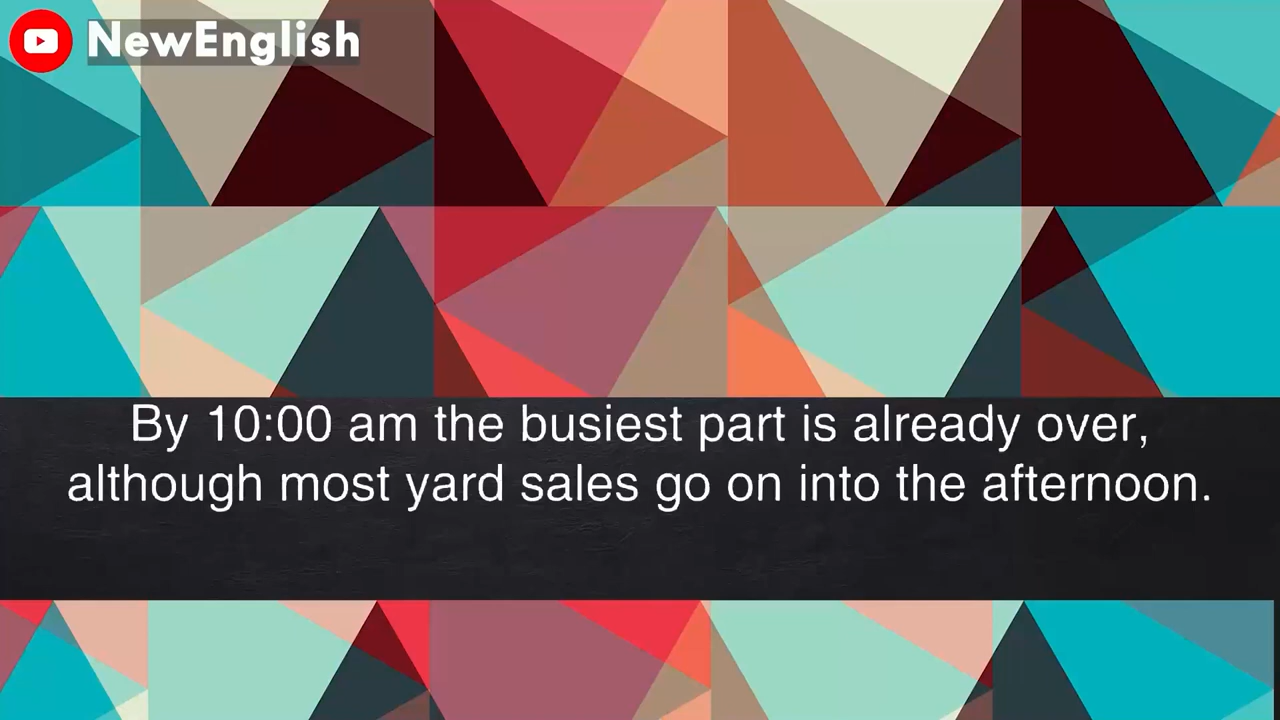 NewEnglish
By 10:00 am the busiest part is already over,
although most yard sales go on into the afternoon.